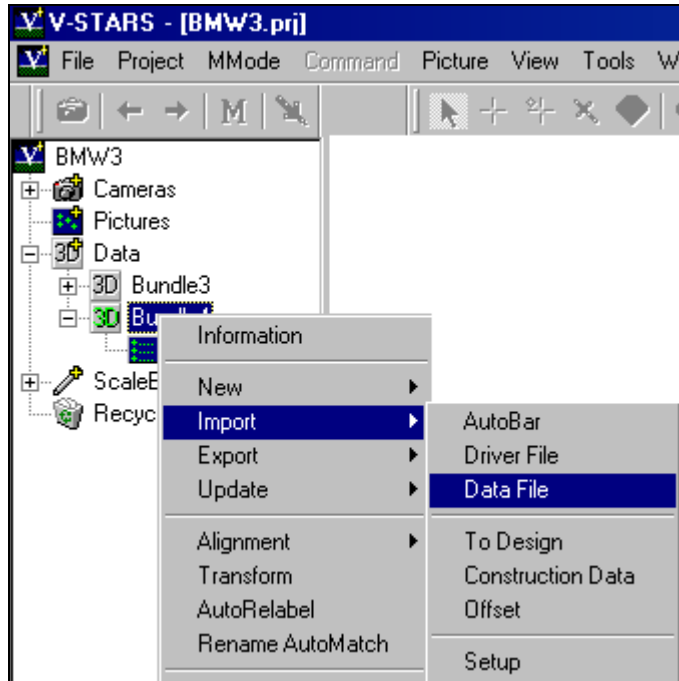 V-STARS - [BMW3.prj]
File Project MMode Command Picture View Tools W
M
BMW3
Cameras
Pictures
3D Data
3D Bundle3
3D
Information
New
ScaleB
Recyc
Import
Export
Update
Alignment
Transform
AutoRelabel
Rename AutoMatch
AutoBar
Driver File
Data File
To Design
Construction Data
Offset
Setup